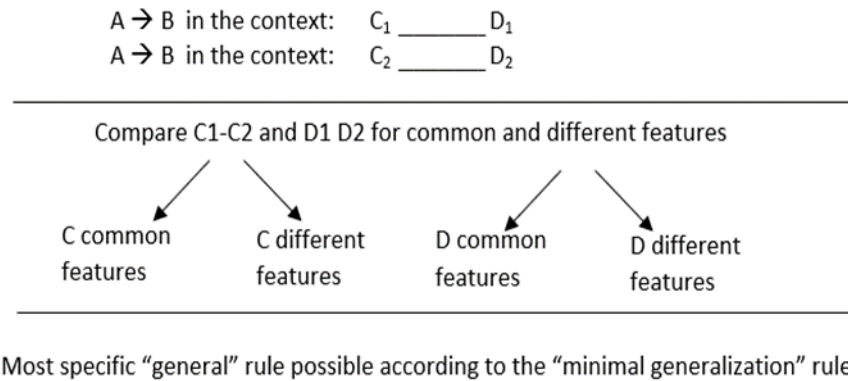 A → B in the context: C₁ ______ D₁
A → B in the context: C₂ ______ D₂
Compare C1-C2 and D1 D2 for common and different features
C common features
C different features
D common features
D different features
Most specific “general” rule possible according to the “minimal generalization” rule